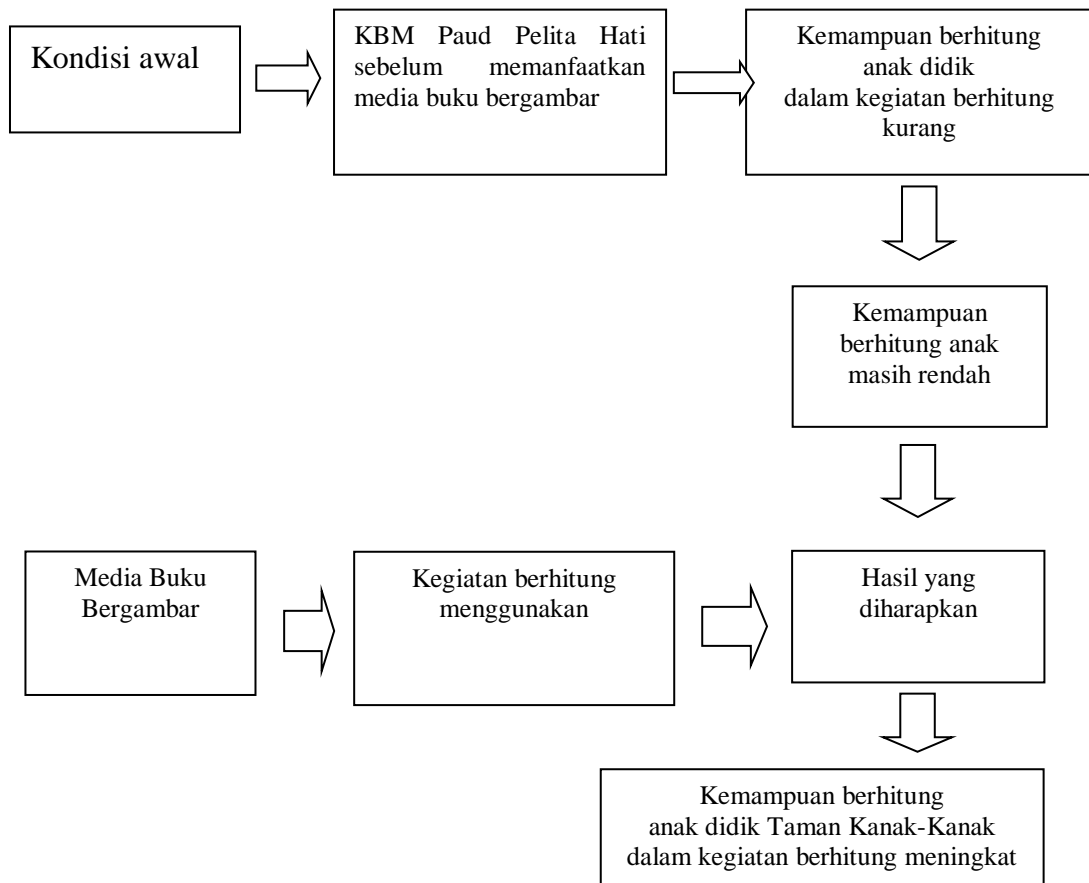 Kondisi awal
KBM Paud Pelita Hati
sebelum memanfaatkan
media buku bergambar
Kemampuan berhitung
anak didik
dalam kegiatan berhitung
kurang
Kemampuan
berhitung anak
masih rendah
Media Buku
Bergambar
Kegiatan berhitung
menggunakan
Hasil yang
diharapkan
Kemampuan berhitung
anak didik Taman Kanak-Kanak
dalam kegiatan berhitung meningkat